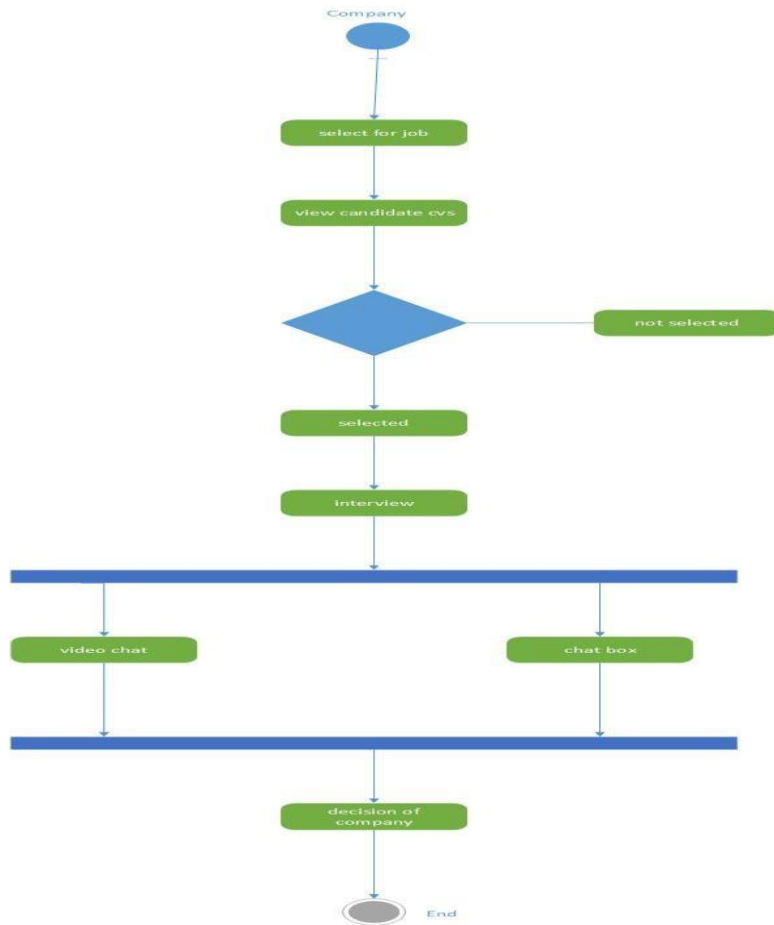 Company
select for job
view candidate cvs
not selected
selected
interview
video chat
chat box
decision of
company
End